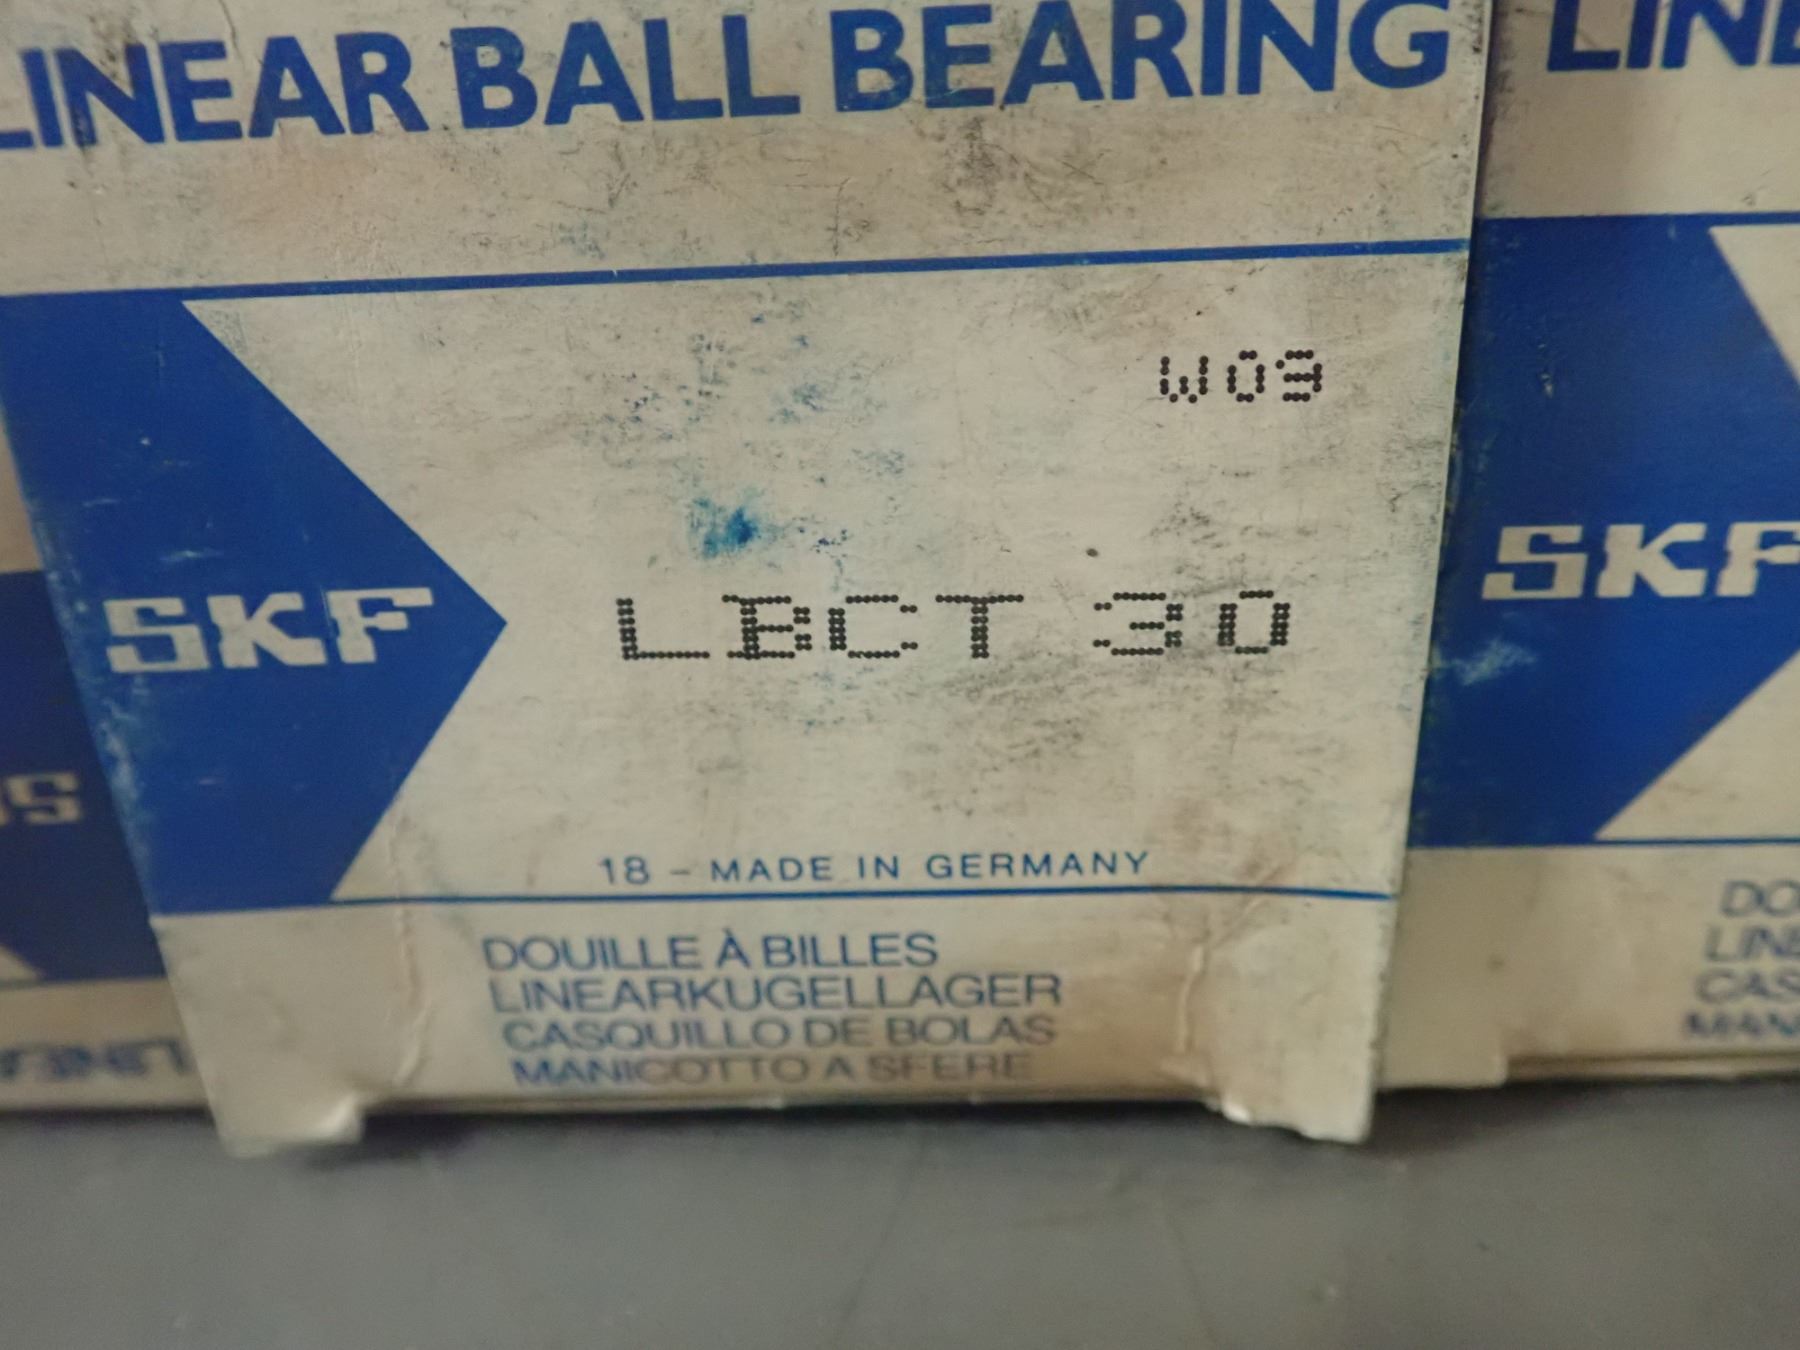 LINEAR BALL BEARING
W03
SKF
LBCT 30
18 - MADE IN GERMANY
DOUILLE À BILLES
LINEARKUGELLAGER
CASQUILLO DE BOLAS
MANICOTTO A SFERE
SKF